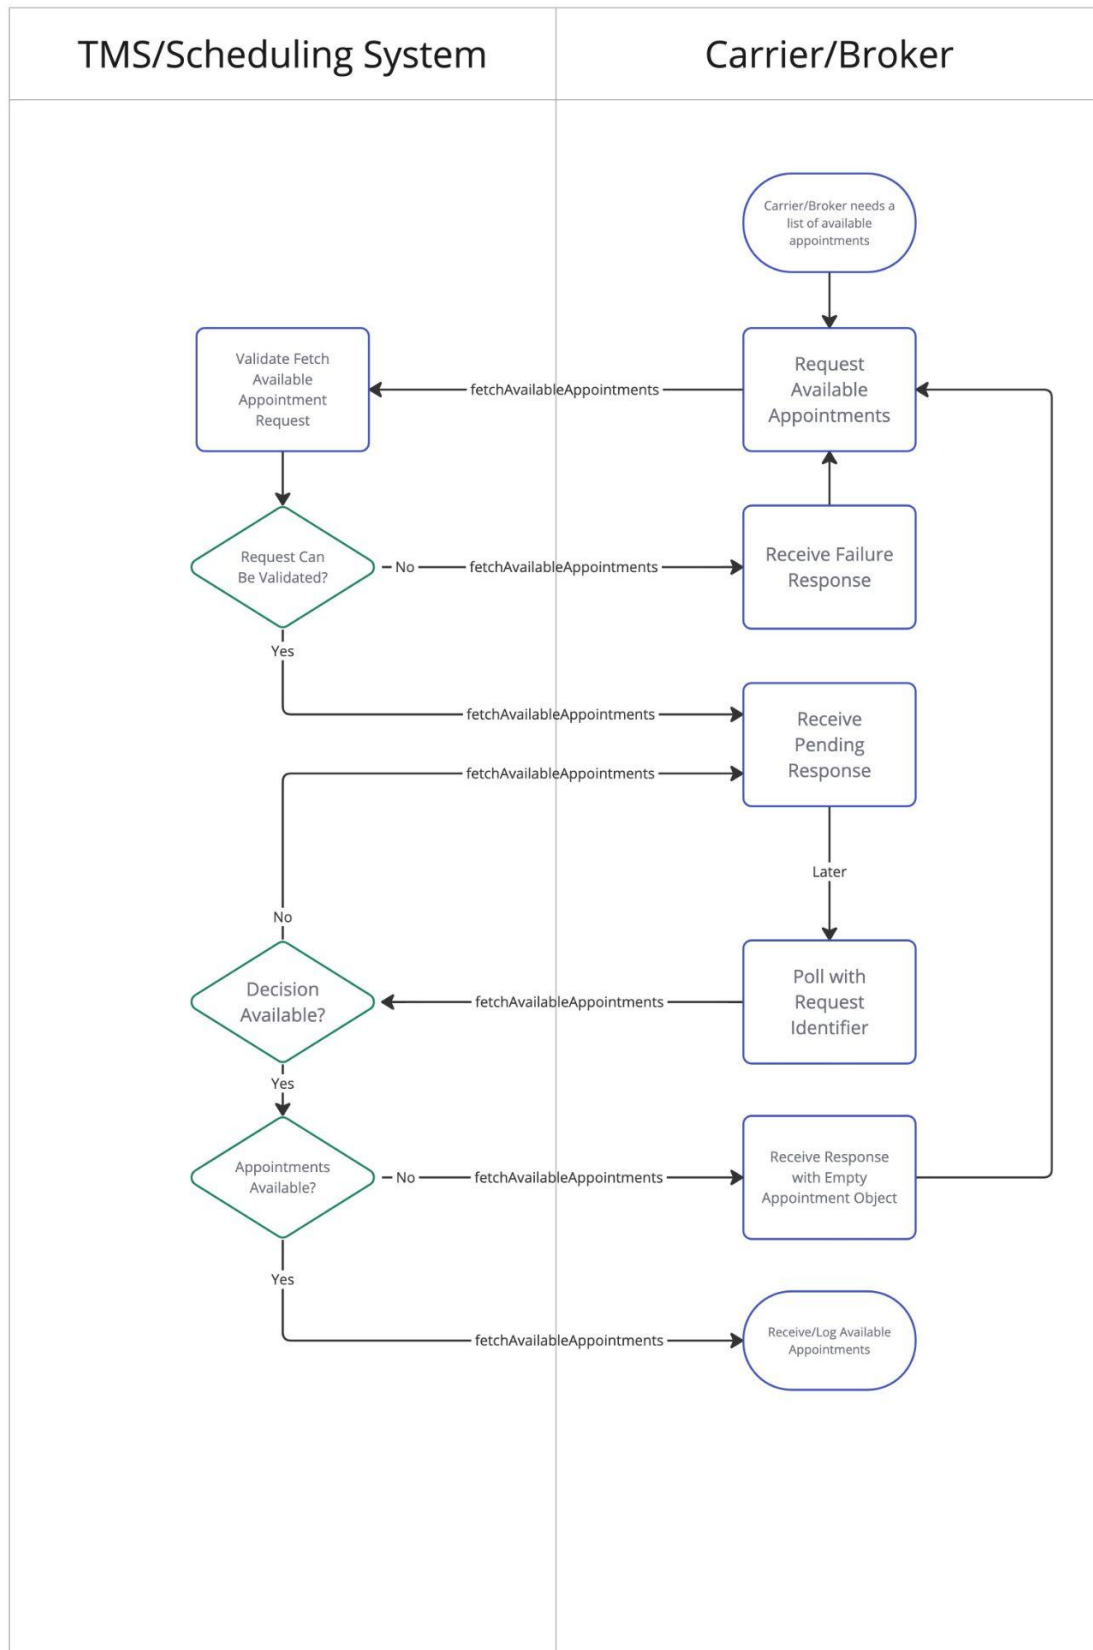 TMS/Scheduling System
Carrier/Broker
Carrier/Broker needs a
list of available
appointments
Validate Fetch
Available
Appointment
Request
fetchAvailableAppointments
Request
Available
Appointments
Request Can
Be Validated?
No
fetchAvailableAppointments
Receive Failure
Response
Yes
fetchAvailableAppointments
Receive
Pending
Response
fetchAvailableAppointments
Later
No
Decision
Available?
fetchAvailableAppointments
Poll with
Request
Identifier
Yes
Appointments
Available?
No
fetchAvailableAppointments
Receive Response
with Empty
Appointment Object
Yes
fetchAvailableAppointments
Receive/Log Available
Appointments